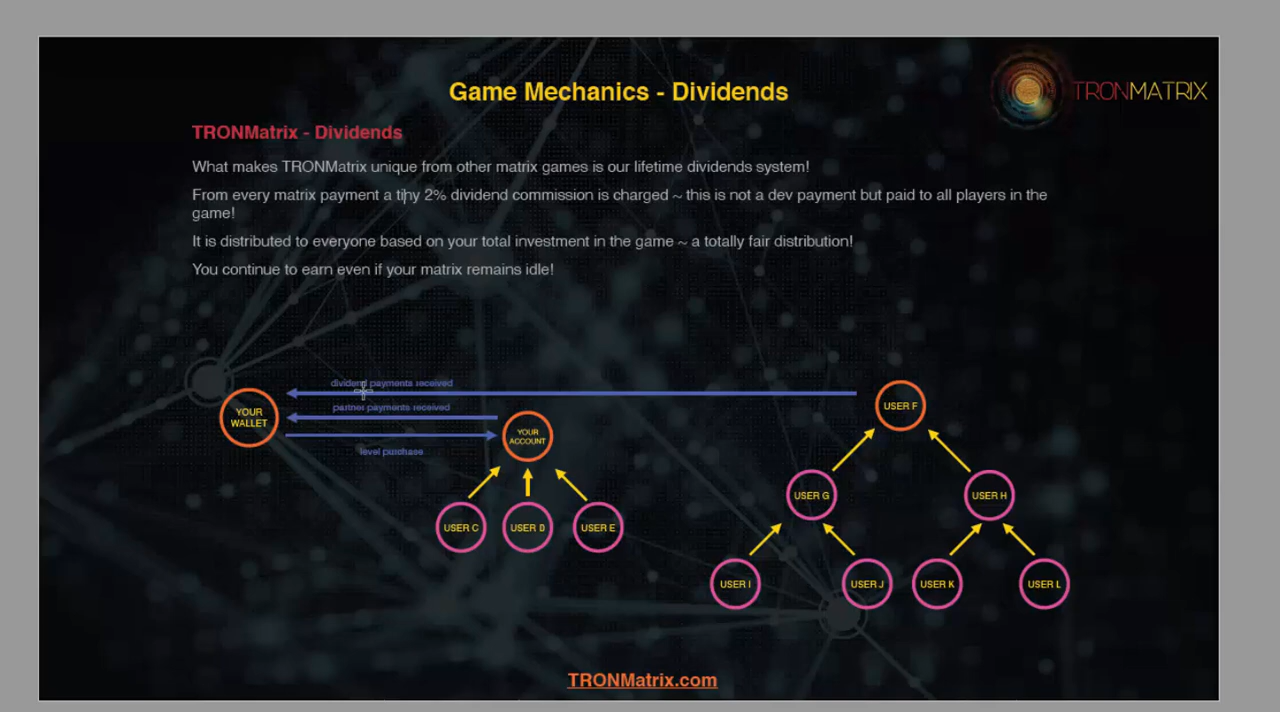 Game Mechanics - Dividends
TRONMATRIX
TRONMatrix - Dividends
What makes TRONMatrix unique from other matrix games is our lifetime dividends system!
From every matrix payment a tiny 2% dividend commission is charged ~ this is not a dev payment but paid to all players in the
game!
It is distributed to everyone based on your total investment in the game ~ a totally fair distribution!
You continue to earn even if your matrix remains idle!
dividend payments received
partner payments received
level purchase
YOUR
WALLET
YOUR
ACCOUNT
USER C
USER D
USER E
USER F
USER G
USER H
USER I
USER J
USER K
USER L
TRONMatrix.com